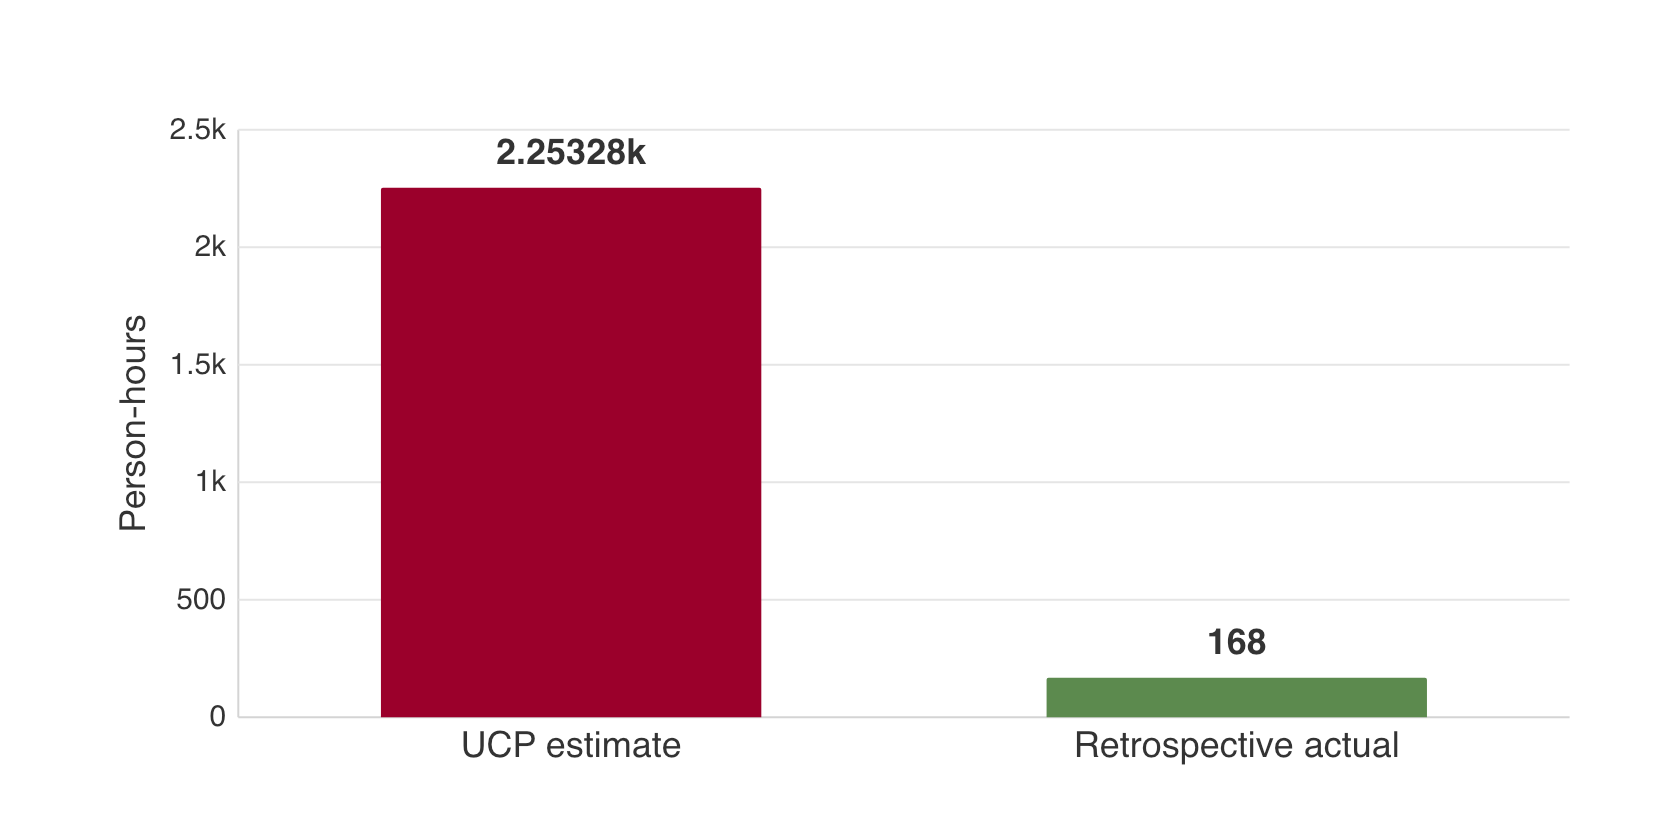 2.5k
2.25328k
2k
1.5k
Person-hours
1k
500
168
0
UCP estimate
Retrospective actual